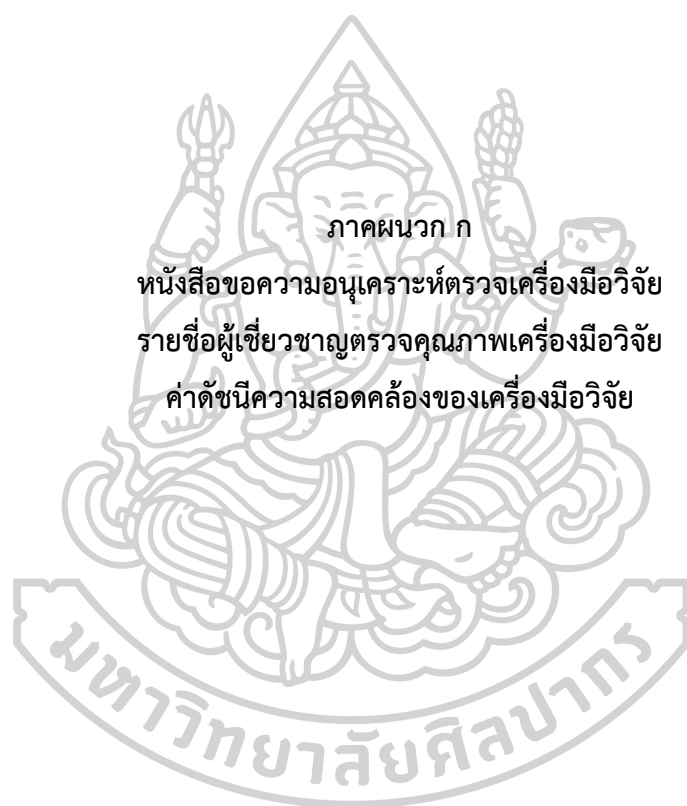 ภาคผนวก ก
หนังสือขอความอนุเคราะห์ตรวจเครื่องมือวิจัย
รายชื่อผู้เชี่ยวชาญตรวจคุณภาพเครื่องมือวิจัย
ค่าดัชนีความสอดคล้องของเครื่องมือวิจัย
มหาวิทยาลัยศิลปากร